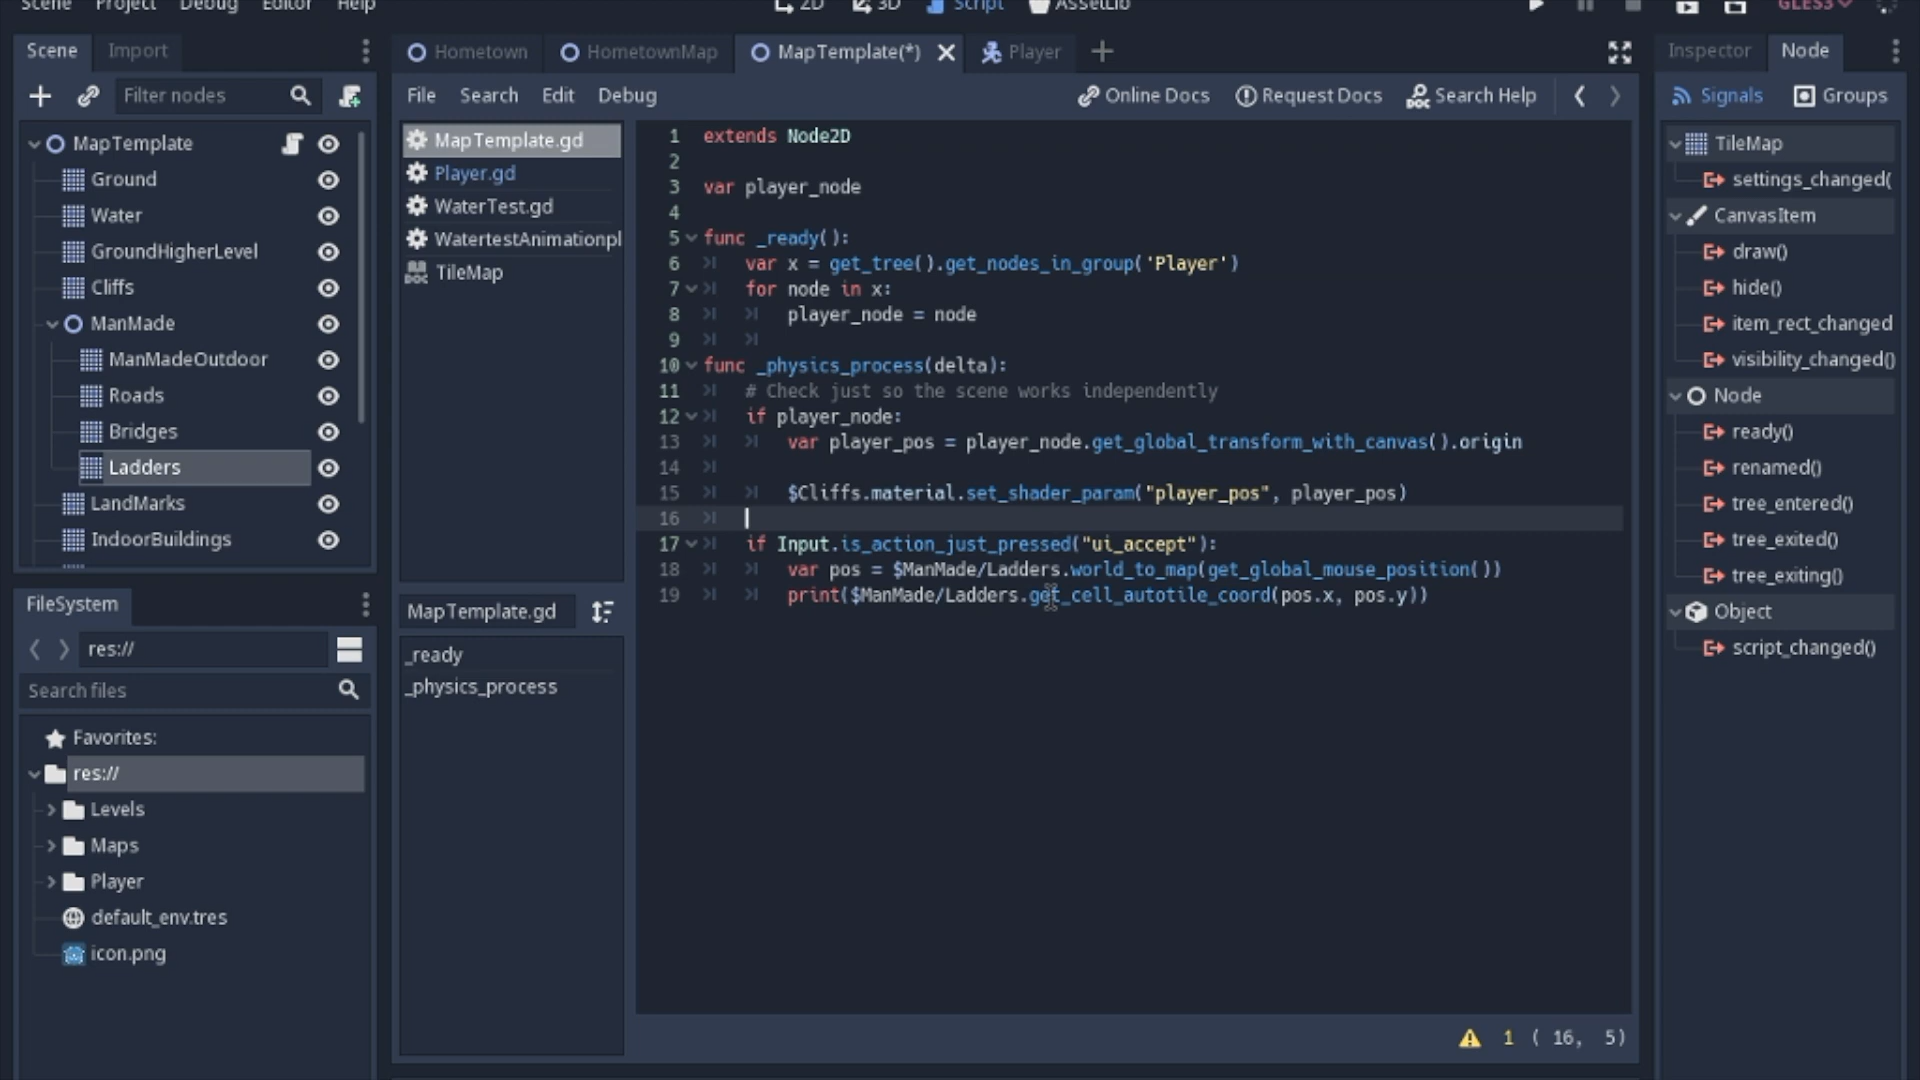 Scene Project Debug Editor Help
2D 3D Script AssetLib
GLES3
Scene Import
Filter nodes
MapTemplate
Ground
Water
GroundHigherLevel
Cliffs
ManMade
ManMadeOutdoor
Roads
Bridges
Ladders
LandMarks
IndoorBuildings
FileSystem
res://
Search files
Favorites:
res://
Levels
Maps
Player
default_env.tres
icon.png
Hometown HometownMap MapTemplate(*) Player
File Search Edit Debug
Online Docs Request Docs Search Help
MapTemplate.gd
Player.gd
WaterTest.gd
WatertestAnimationpl
TileMap
MapTemplate.gd
_ready
_physics_process
1 extends Node2D
2
3 var player_node
4
5 func _ready():
6 var x = get_tree().get_nodes_in_group('Player')
7 for node in x:
8 player_node = node
9
10 func _physics_process(delta):
11 # Check just so the scene works independently
12 if player_node:
13 var player_pos = player_node.get_global_transform_with_canvas().origin
14
15 $Cliffs.material.set_shader_param("player_pos", player_pos)
16
17 if Input.is_action_just_pressed("ui_accept"):
18 var pos = $ManMade/Ladders.world_to_map(get_global_mouse_position())
19 print($ManMade/Ladders.get_cell_autotile_coord(pos.x, pos.y))
1 ( 16, 5)
Inspector Node
Signals Groups
TileMap
settings_changed(
CanvasItem
draw()
hide()
item_rect_changed
visibility_changed()
Node
ready()
renamed()
tree_entered()
tree_exited()
tree_exiting()
Object
script_changed()